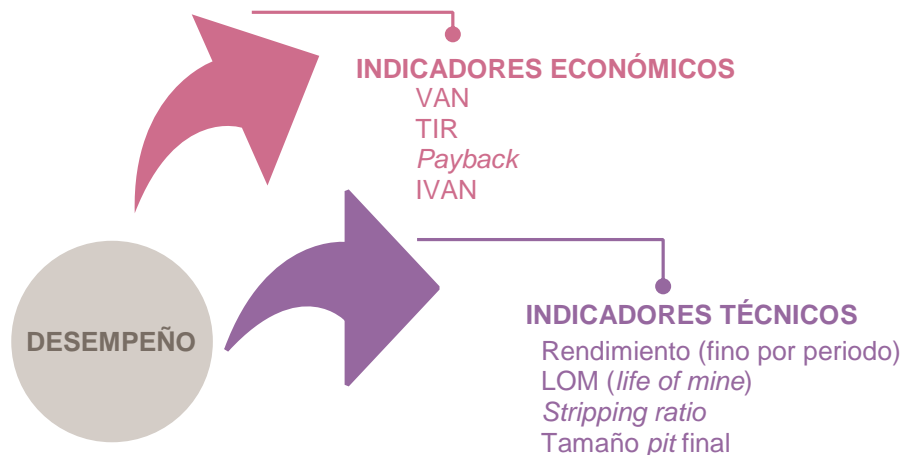 INDICADORES ECONÓMICOS
VAN
TIR
Payback
IVAN
DESEMPEÑO
INDICADORES TÉCNICOS
Rendimiento (fino por periodo)
LOM (life of mine)
Stripping ratio
Tamaño pit final